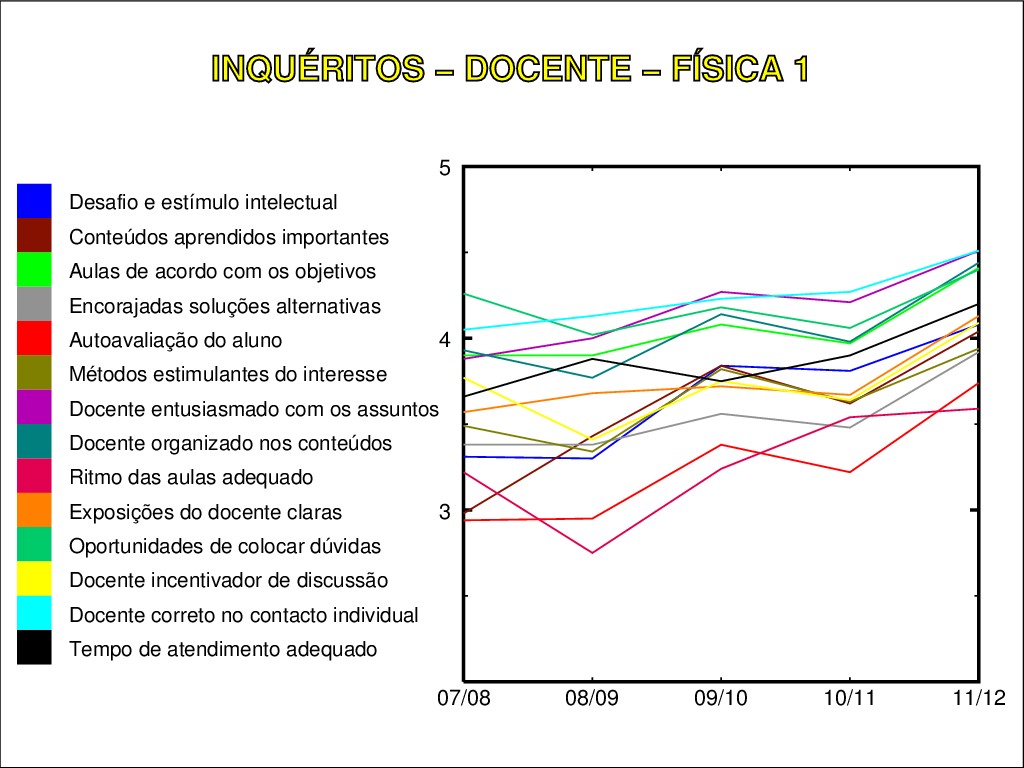 INQUÉRITOS – DOCENTE – FÍSICA 1
Desafio e estímulo intelectual
Conteúdos aprendidos importantes
Aulas de acordo com os objetivos
Encorajadas soluções alternativas
Autoavaliação do aluno
Métodos estimulantes do interesse
Docente entusiasmado com os assuntos
Docente organizado nos conteúdos
Ritmo das aulas adequado
Exposições do docente claras
Oportunidades de colocar dúvidas
Docente incentivador de discussão
Docente correto no contacto individual
Tempo de atendimento adequado
5
4
3
07/08 08/09 09/10 10/11 11/12